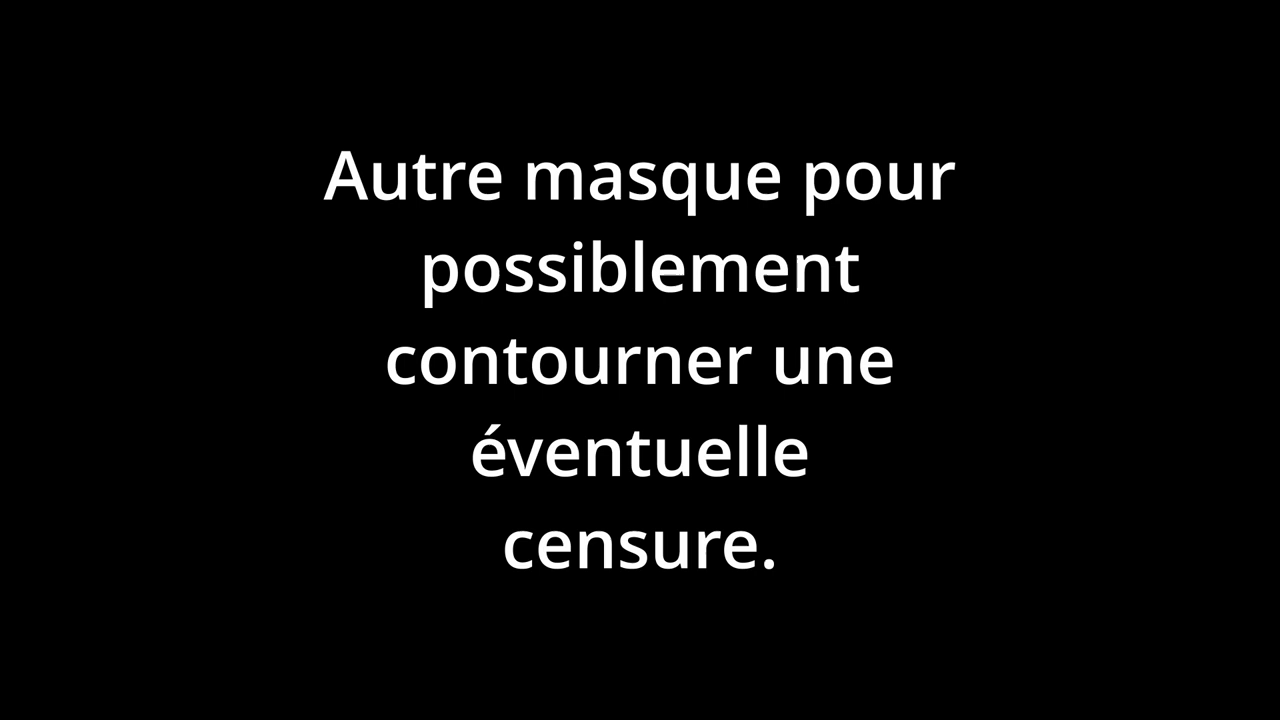 Autre masque pour
possiblement
contourner une
éventuelle
censure.